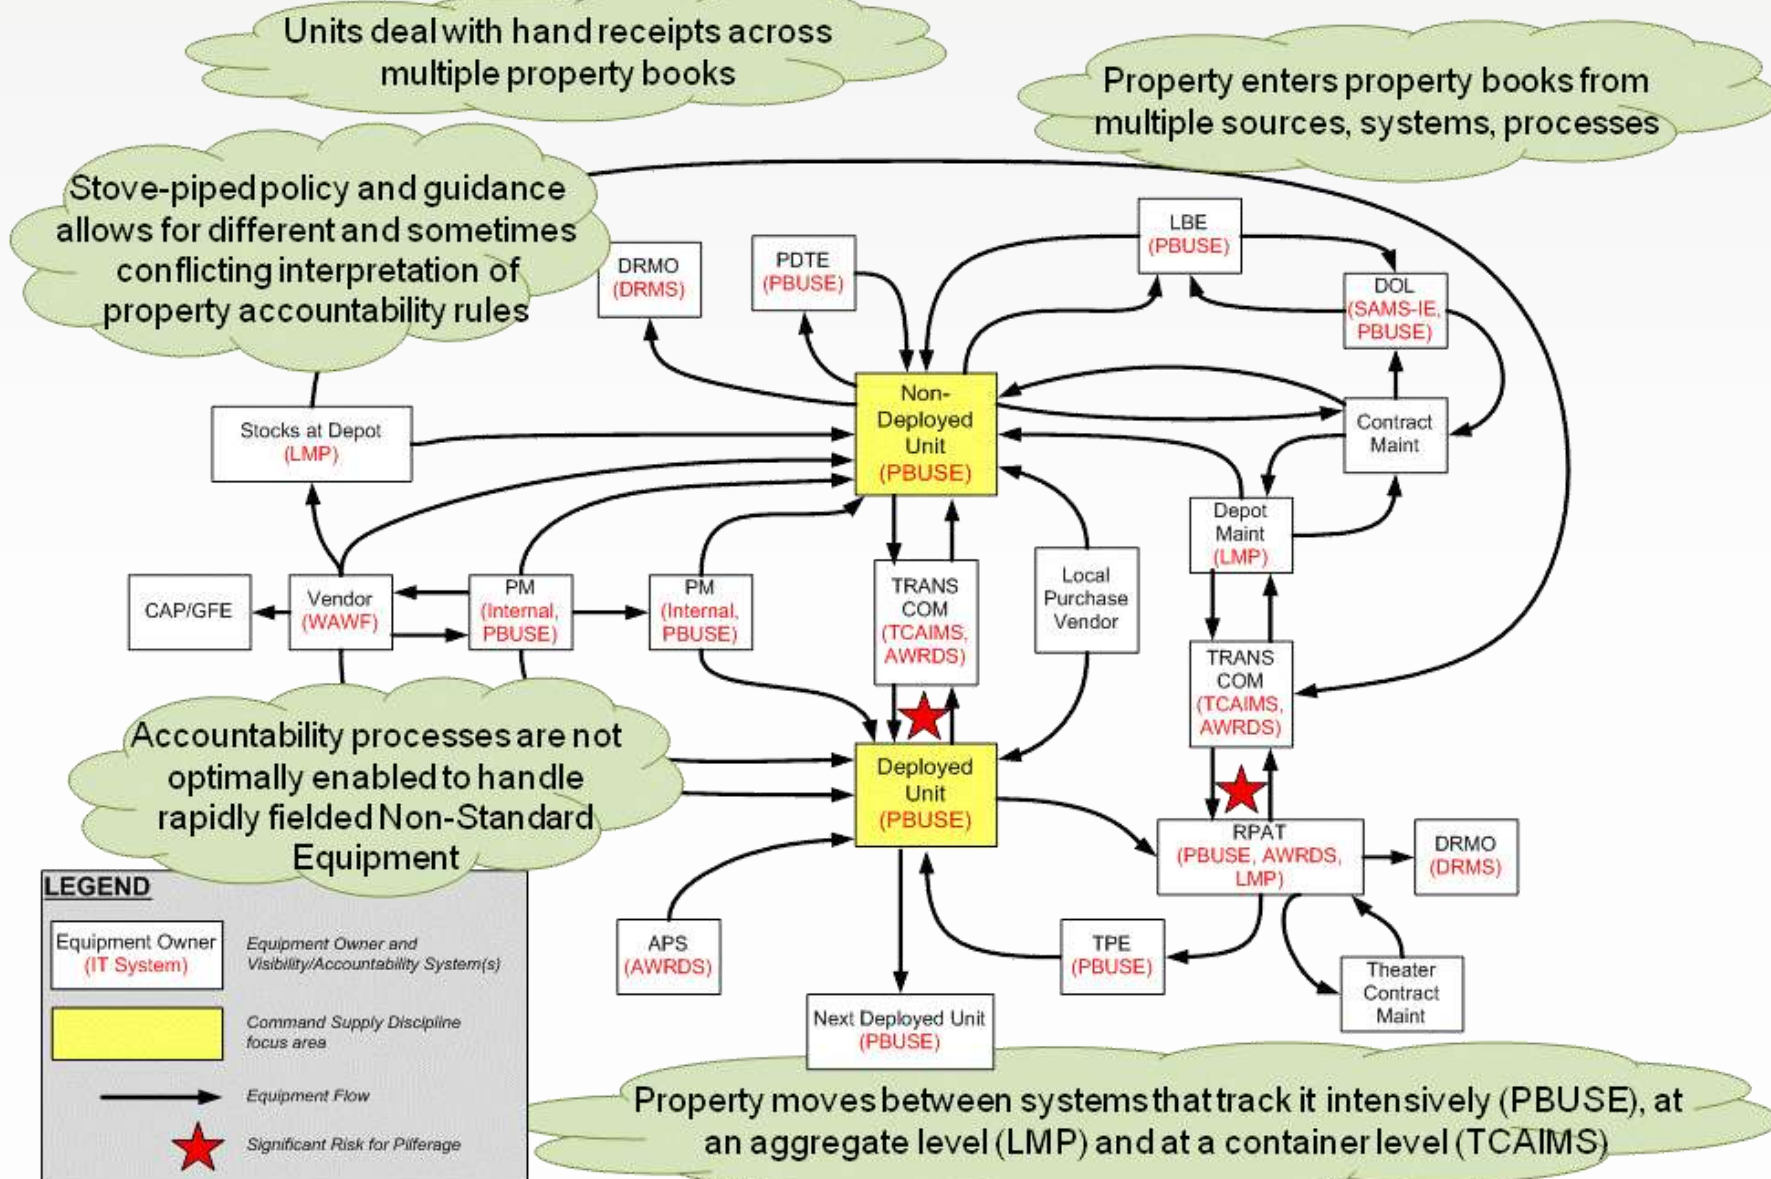 Units deal with hand receipts across
multiple property books
Property enters property books from
multiple sources, systems, processes
Stove-piped policy and guidance
allows for different and sometimes
conflicting interpretation of
property accountability rules
DRMO
(DRMS)
PDTE
(PBUSE)
LBE
(PBUSE)
DOL
(SAMS-IE,
PBUSE)
Non-
Deployed
Unit
(PBUSE)
Contract
Maint
Stocks at Depot
(LMP)
Depot
Maint
(LMP)
CAP/GFE
Vendor
(WAWF)
PM
(Internal,
PBUSE)
PM
(Internal,
PBUSE)
TRANS
COM
(TCAIMS,
AWRDS)
Local
Purchase
Vendor
TRANS
COM
(TCAIMS,
AWRDS)
Accountability processes are not
optimally enabled to handle
rapidly fielded Non-Standard
Equipment
Deployed
Unit
(PBUSE)
RPAT
(PBUSE, AWRDS,
LMP)
DRMO
(DRMS)
APS
(AWRDS)
TPE
(PBUSE)
Theater
Contract
Maint
Next Deployed Unit
(PBUSE)
LEGEND
Equipment Owner
(IT System)
Equipment Owner and
Visibility/Accountability System(s)
Command Supply Discipline
focus area
Equipment Flow
Significant Risk for Pilferage
Property moves between systems that track it intensively (PBUSE), at
an aggregate level (LMP) and at a container level (TCAIMS)